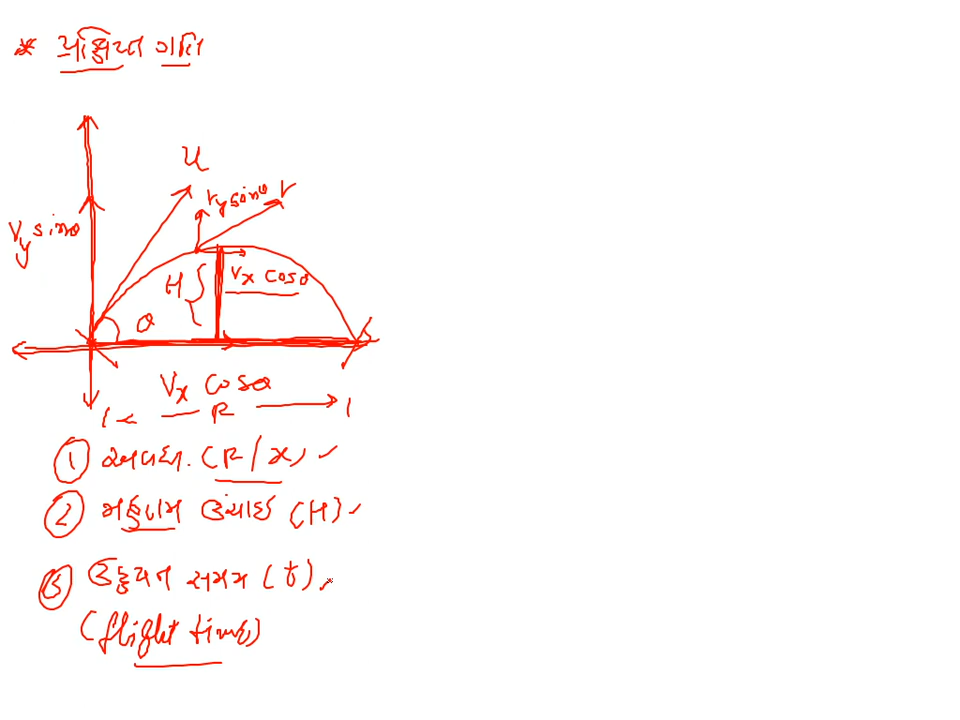 * પ્રક્ષિપ્ત ગતિ
u
Vy sinθ
Vy sinθ V
H
Vx cosθ
θ
Vx cosθ
R
① અવધિ. (R/x) ✓
② મહત્તમ ઊંચાઈ (H) ✓
③ ઉડ્ડયન સમય (t)
(flight time)